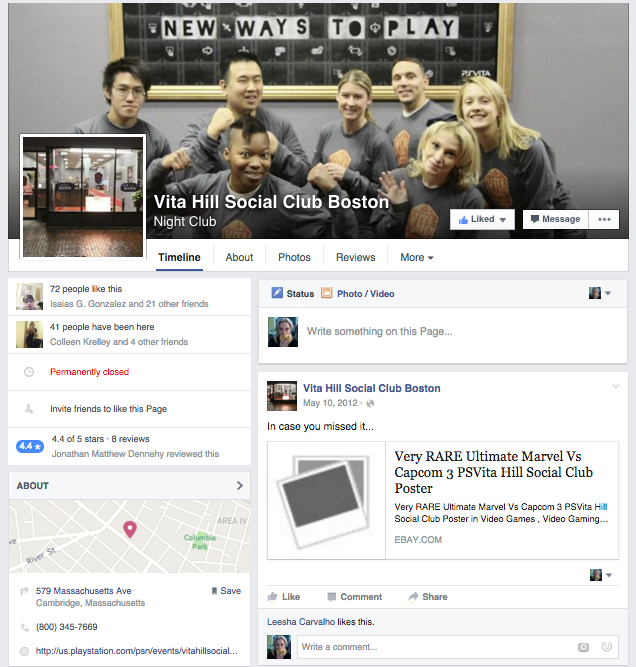 NEW WAYS TO PLAY
PSVITA
Vita Hill Social Club Boston
Night Club
Liked
Message
Timeline
About
Photos
Reviews
More
72 people like this
Isaias G. Gonzalez and 21 other friends
41 people have been here
Colleen Krelley and 4 other friends
Permanently closed
Invite friends to like this Page
4.4 ★
4.4 of 5 stars · 8 reviews
Jonathan Matthew Dennehy reviewed this
ABOUT
AREA IV
Columbia
Park
River St
579 Massachusetts Ave
Save
Cambridge, Massachusetts
(800) 345-7669
http://us.playstation.com/psn/events/vitahillsocial...
Status
Photo / Video
Write something on this Page...
Vita Hill Social Club Boston
May 10, 2012 ·
In case you missed it...
Very RARE Ultimate Marvel Vs
Capcom 3 PSVita Hill Social Club
Poster
Very RARE Ultimate Marvel Vs Capcom 3 PSVita Hill
Social Club Poster in Video Games , Video Gaming...
EBAY.COM
Like
Comment
Share
Leesha Carvalho likes this.
Write a comment...